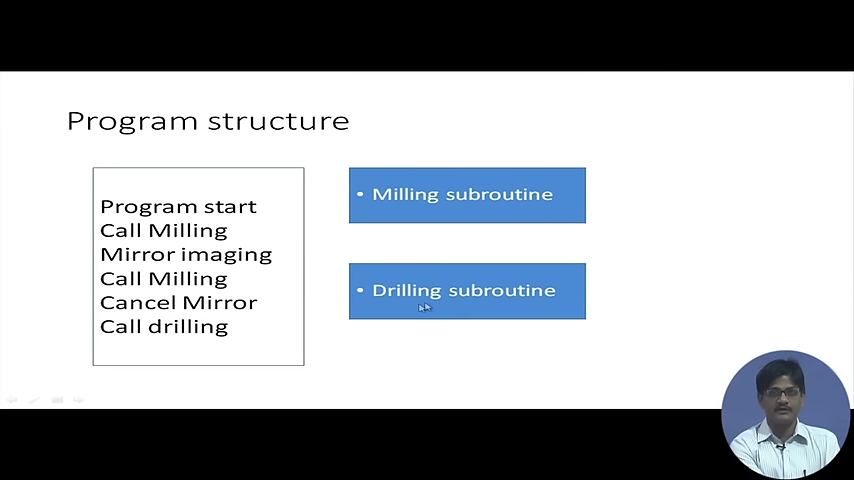 Program structure
Program start
Call Milling
Mirror imaging
Call Milling
Cancel Mirror
Call drilling
• Milling subroutine
• Drilling subroutine